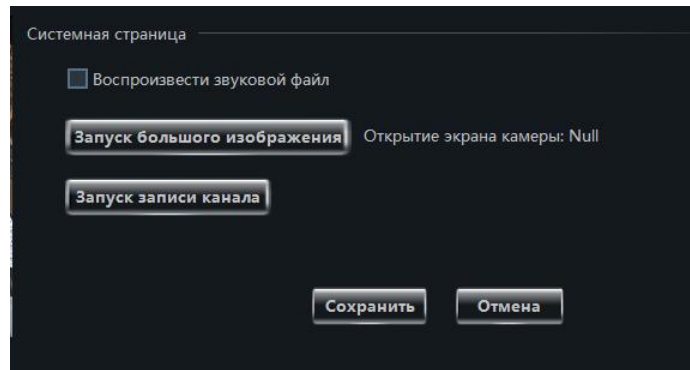 Системная страница
Воспроизвести звуковой файл
Запуск большого изображения Открытие экрана камеры: Null
Запуск записи канала
Сохранить Отмена